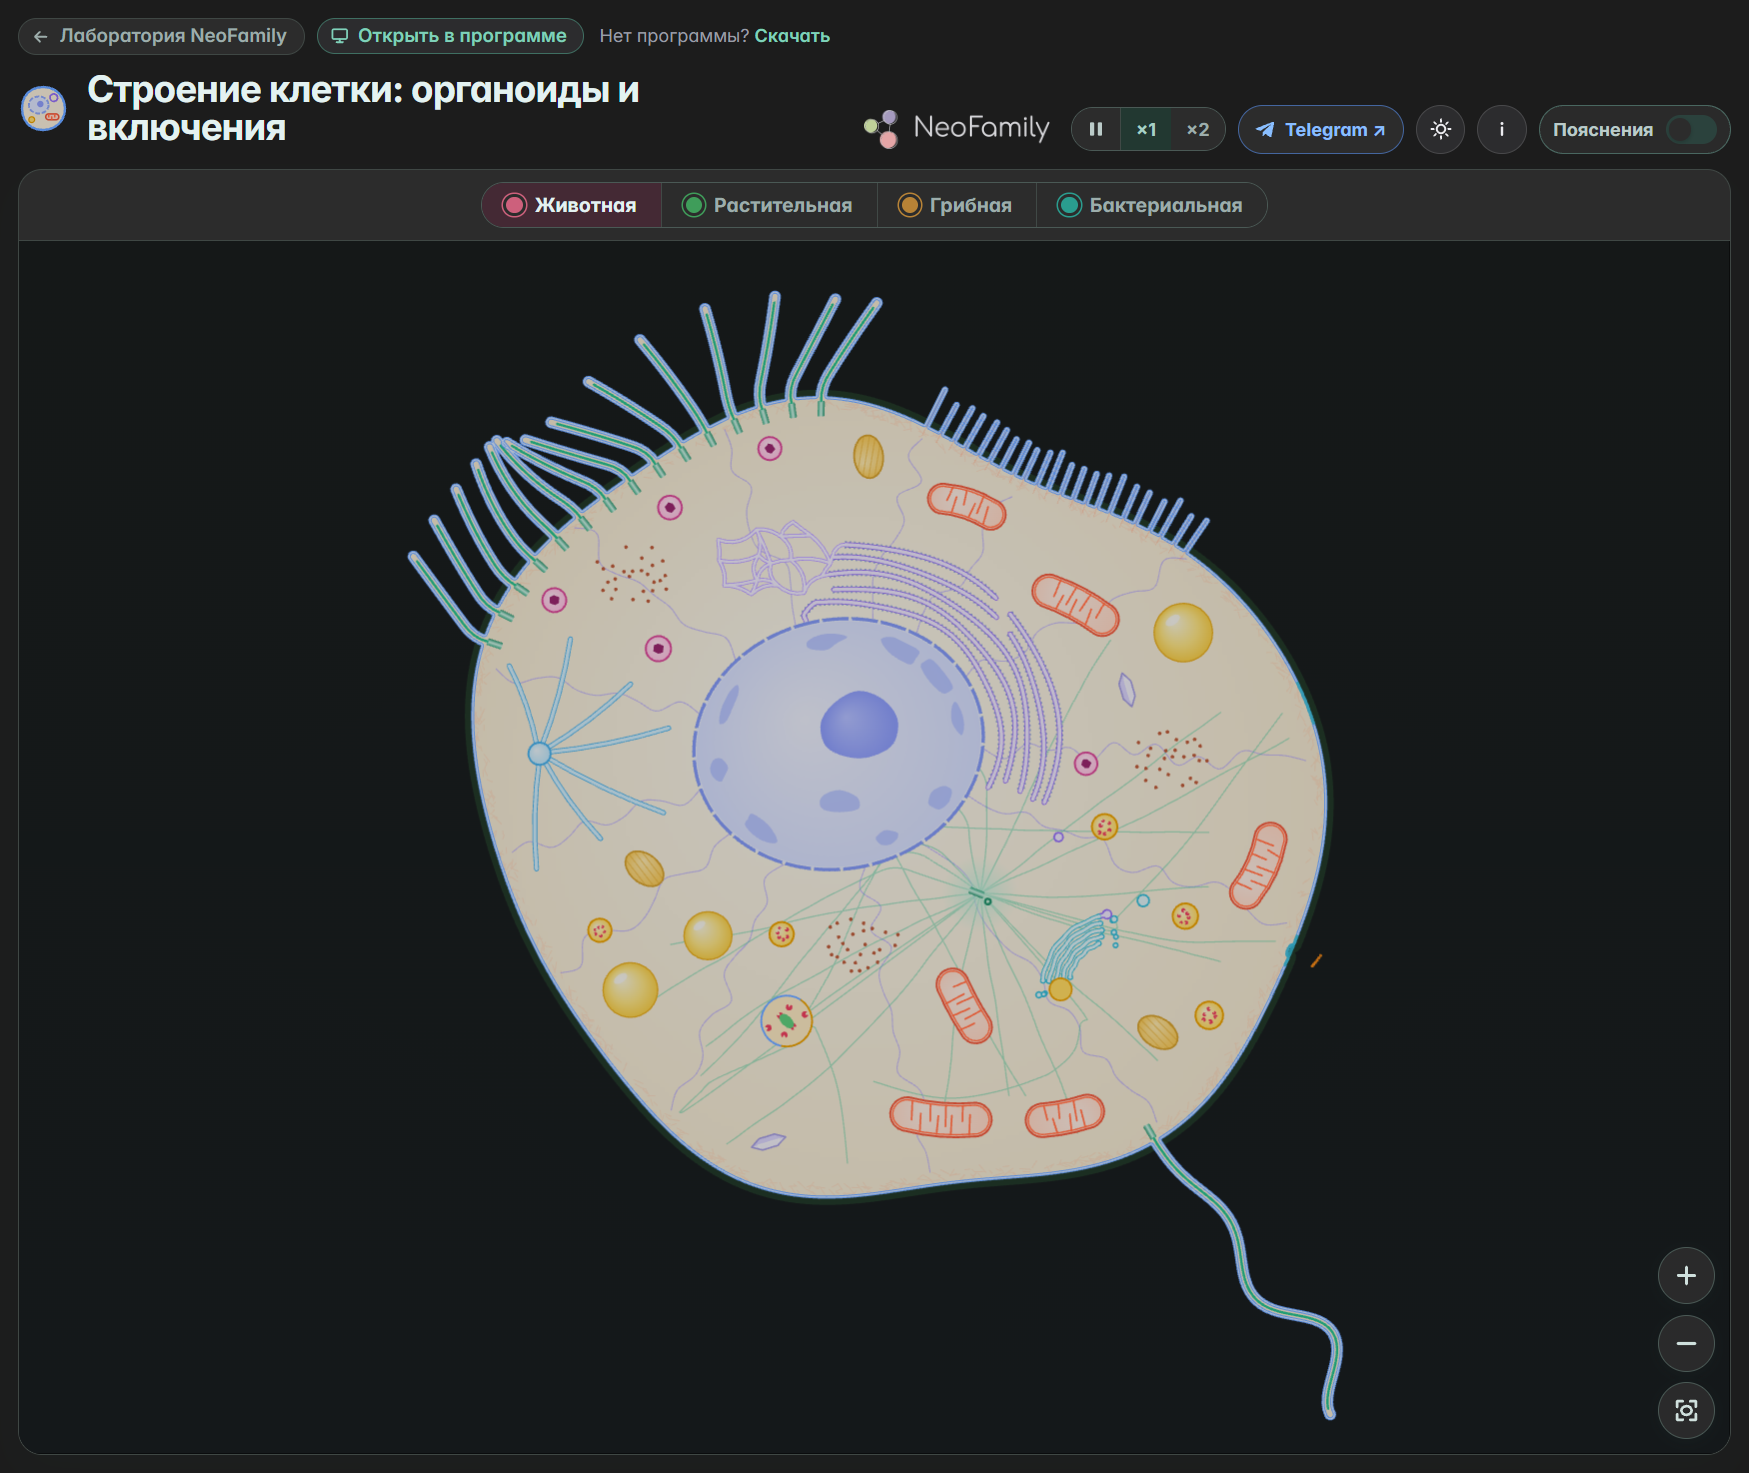 Лаборатория NeoFamily
Открыть в программе
Нет программы? Скачать
Строение клетки: органоиды и
включения
NeoFamily
×1
×2
Telegram
i
Пояснения
Животная
Растительная
Грибная
Бактериальная